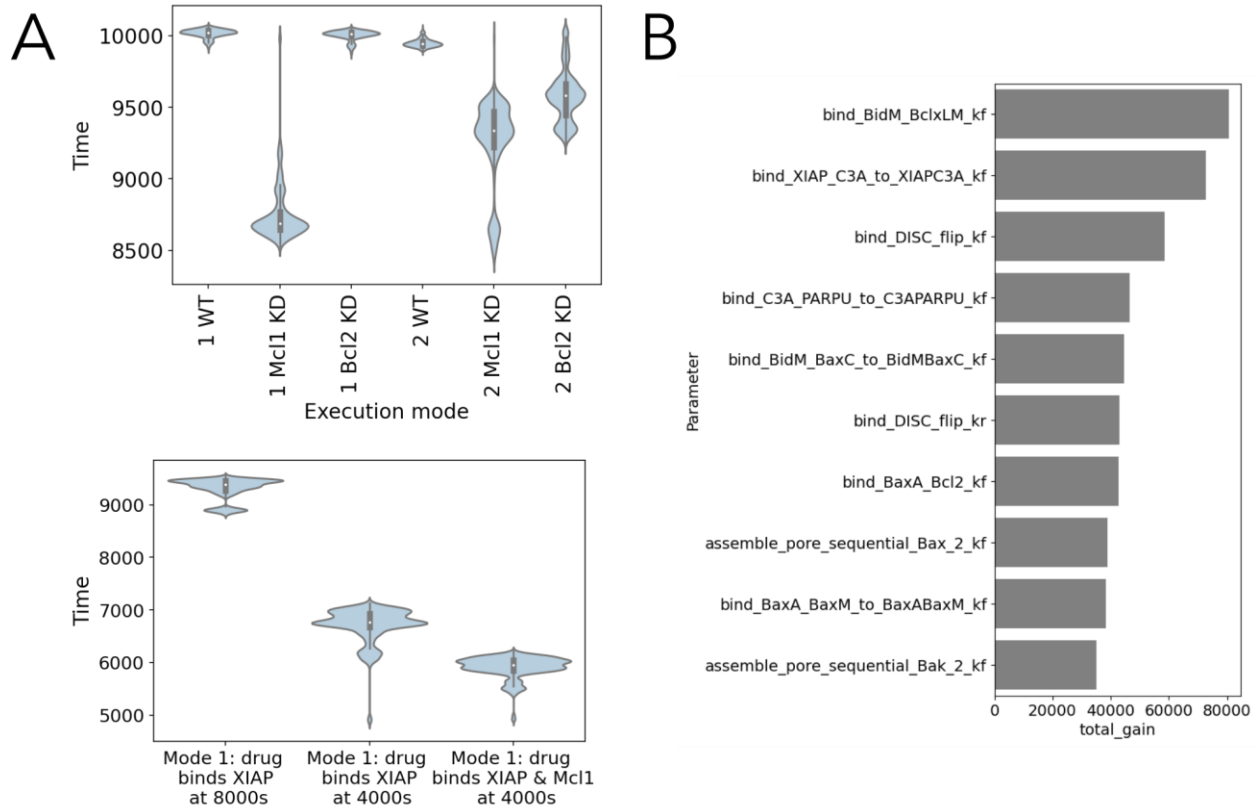 A
10000
9500
9000
8500
Time
1 WT
1 Mcl1 KD
1 Bcl2 KD
2 WT
2 Mcl1 KD
2 Bcl2 KD
Execution mode
9000
8000
7000
6000
5000
Time
Mode 1: drug
binds XIAP
at 8000s
Mode 1: drug
binds XIAP
at 4000s
Mode 1: drug
binds XIAP & Mcl1
at 4000s
B
Parameter
bind_BidM_BclxLM_kf
bind_XIAP_C3A_to_XIAPC3A_kf
bind_DISC_flip_kf
bind_C3A_PARPU_to_C3APARPU_kf
bind_BidM_BaxC_to_BidMBaxC_kf
bind_DISC_flip_kr
bind_BaxA_Bcl2_kf
assemble_pore_sequential_Bax_2_kf
bind_BaxA_BaxM_to_BaxABaxM_kf
assemble_pore_sequential_Bak_2_kf
0
20000
40000
60000
80000
total_gain